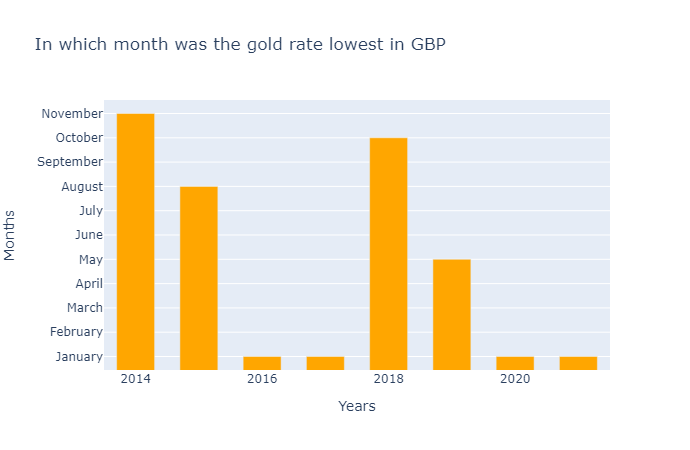 In which month was the gold rate lowest in GBP
November
October
September
August
July
June
May
April
March
February
January
2014
2016
2018
2020
Months
Years